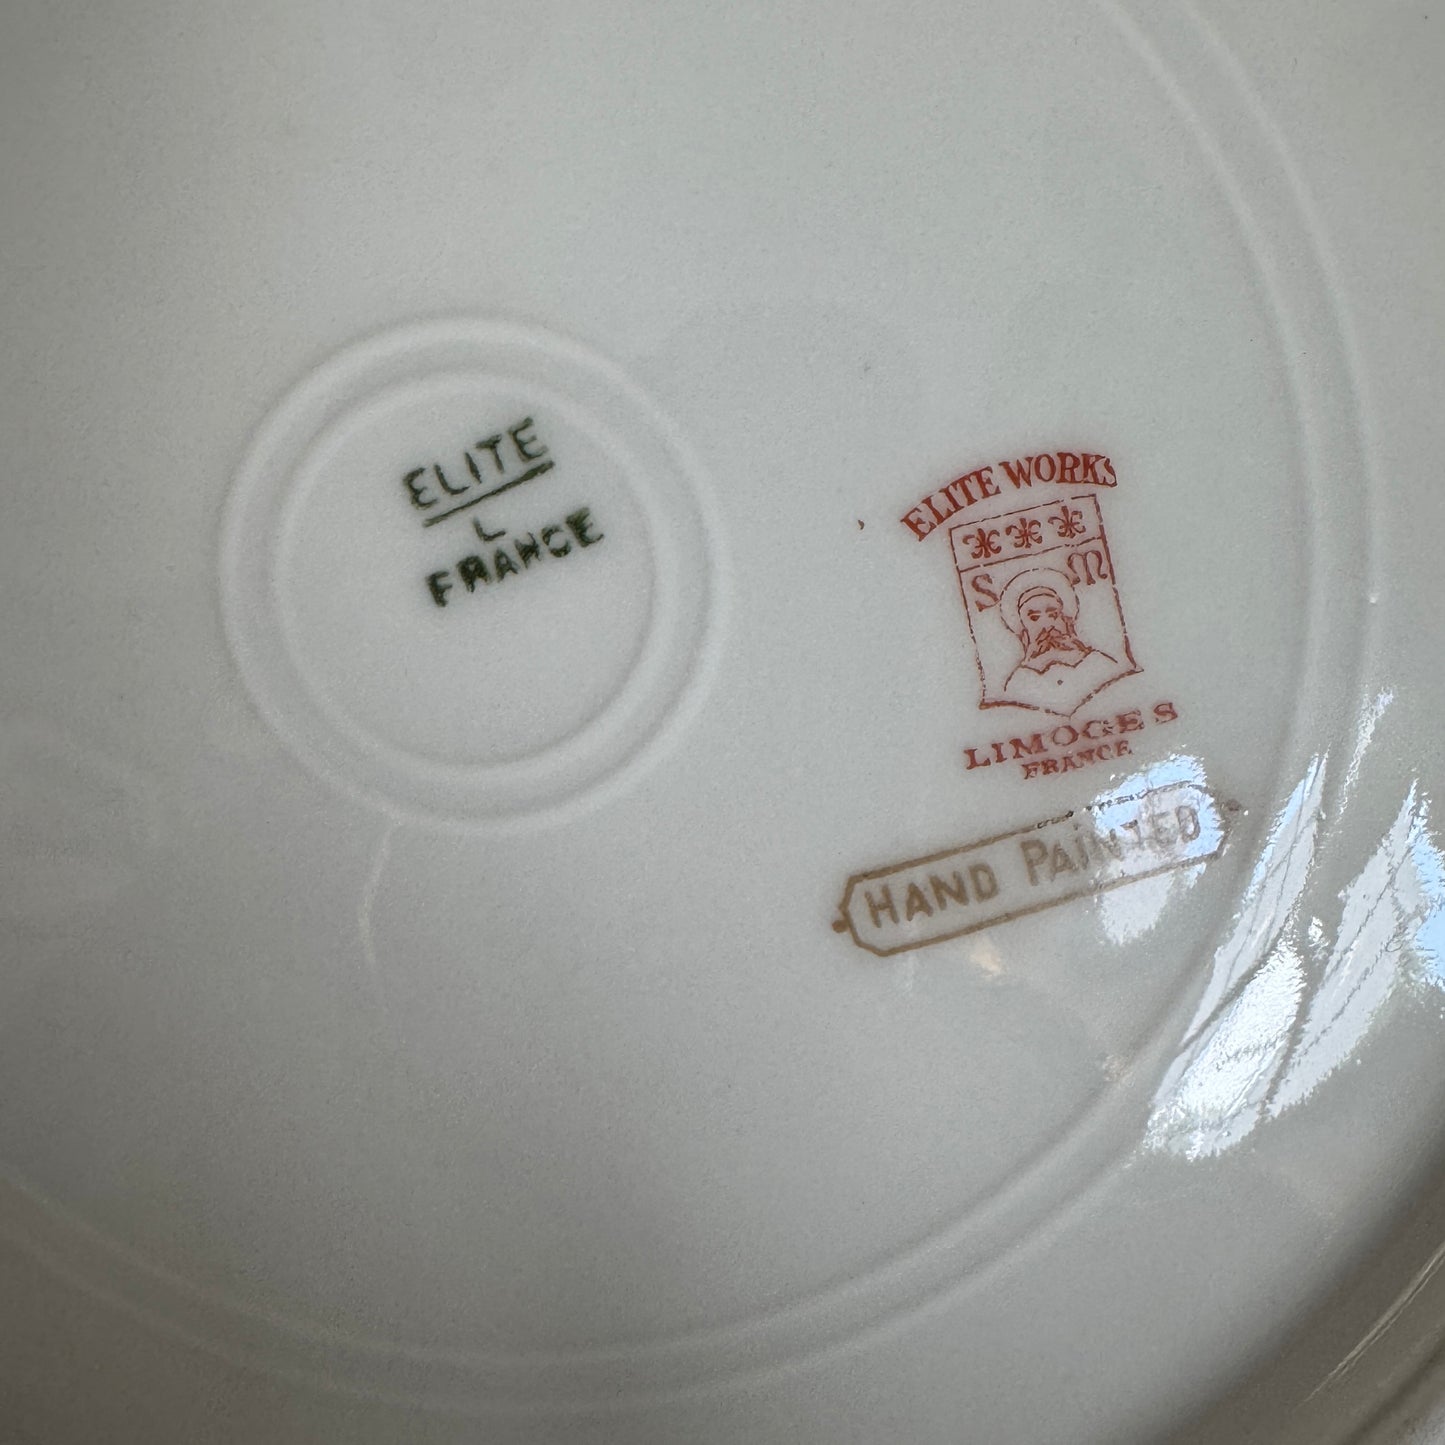 ELITE
L
FRANCE
ELITE WORKS
S M
LIMOGES
FRANCE
HAND PAINTED